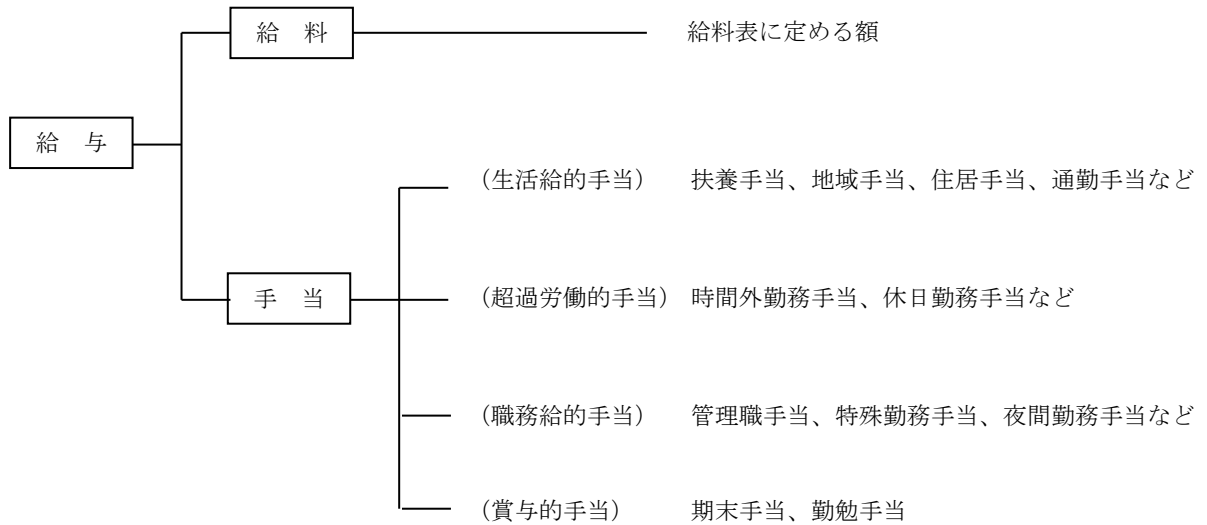 給 料 給料表に定める額
給 与
(生活給的手当) 扶養手当、地域手当、住居手当、通勤手当など
手 当 (超過労働的手当) 時間外勤務手当、休日勤務手当など
(職務給的手当) 管理職手当、特殊勤務手当、夜間勤務手当など
(賞与的手当) 期末手当、勤勉手当